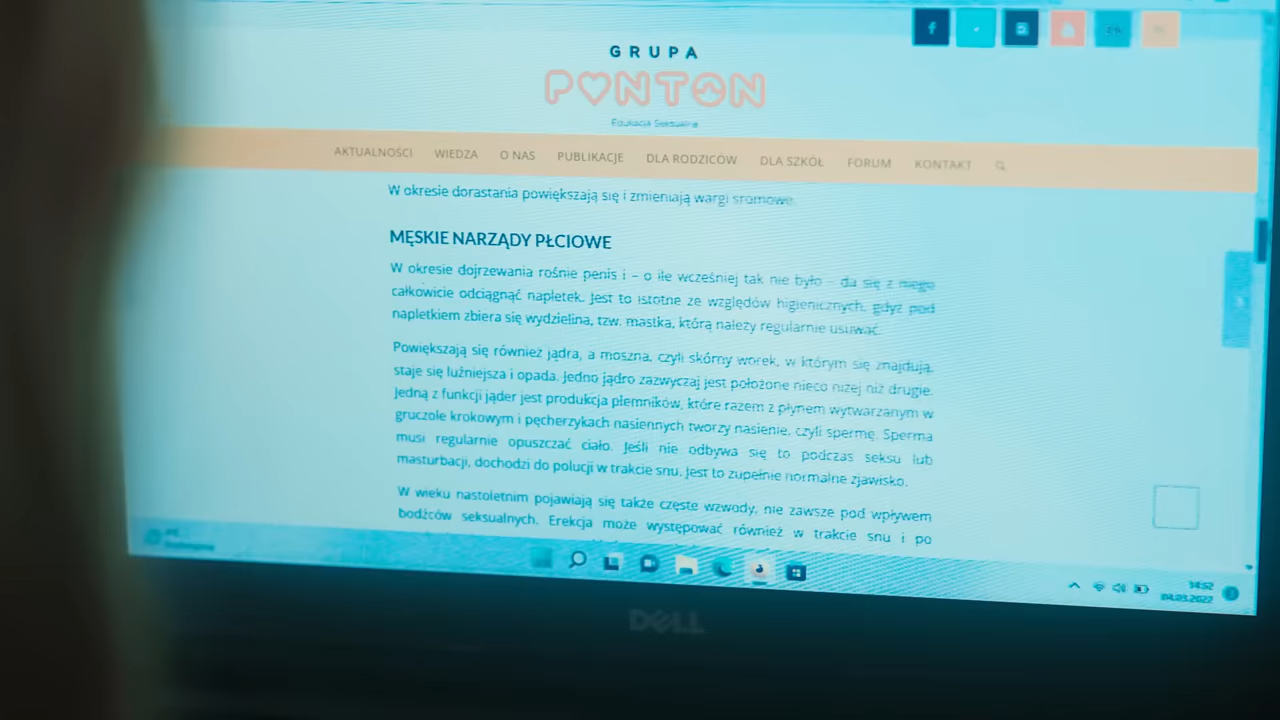 GRUPA
PONTON
Edukacja Seksualna
AKTUALNOŚCI WIEDZA O NAS PUBLIKACJE DLA RODZICÓW DLA SZKÓŁ FORUM KONTAKT
W okresie dorastania powiększają się i zmieniają wargi sromowe.
MĘSKIE NARZĄDY PŁCIOWE
W okresie dojrzewania rośnie penis i – o ile wcześniej tak nie było – da się z niego
całkowicie odciągnąć napletek. Jest to istotne ze względów higienicznych, gdyż pod
napletkiem zbiera się wydzielina, tzw. mastka, którą należy regularnie usuwać.
Powiększają się również jądra, a moszna, czyli skórny worek, w którym się znajdują,
staje się luźniejsza i opada. Jedno jądro zazwyczaj jest położone nieco niżej niż drugie.
Jedną z funkcji jąder jest produkcja plemników, które razem z płynem wytwarzanym w
gruczole krokowym i pęcherzykach nasiennych tworzy nasienie, czyli spermę. Sperma
musi regularnie opuszczać ciało. Jeśli nie odbywa się to podczas seksu lub
masturbacji, dochodzi do polucji w trakcie snu. Jest to zupełnie normalne zjawisko.
W wieku nastoletnim pojawiają się także częste wzwody, nie zawsze pod wpływem
bodźców seksualnych. Erekcja może występować również w trakcie snu i po
14:52
04.03.2022
DELL